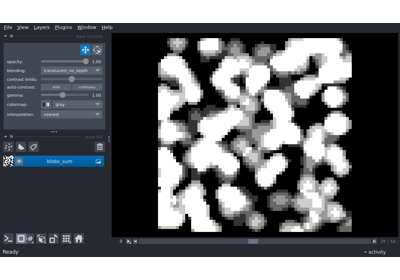 File View Layers Plugins Window Help
opacity: 1.00
blending: translucent_no_depth
contrast limits:
auto-contrast: once continuous
gamma: 1.00
colormap: gray
interpolation: nearest
blobs_sum
Ready
activity